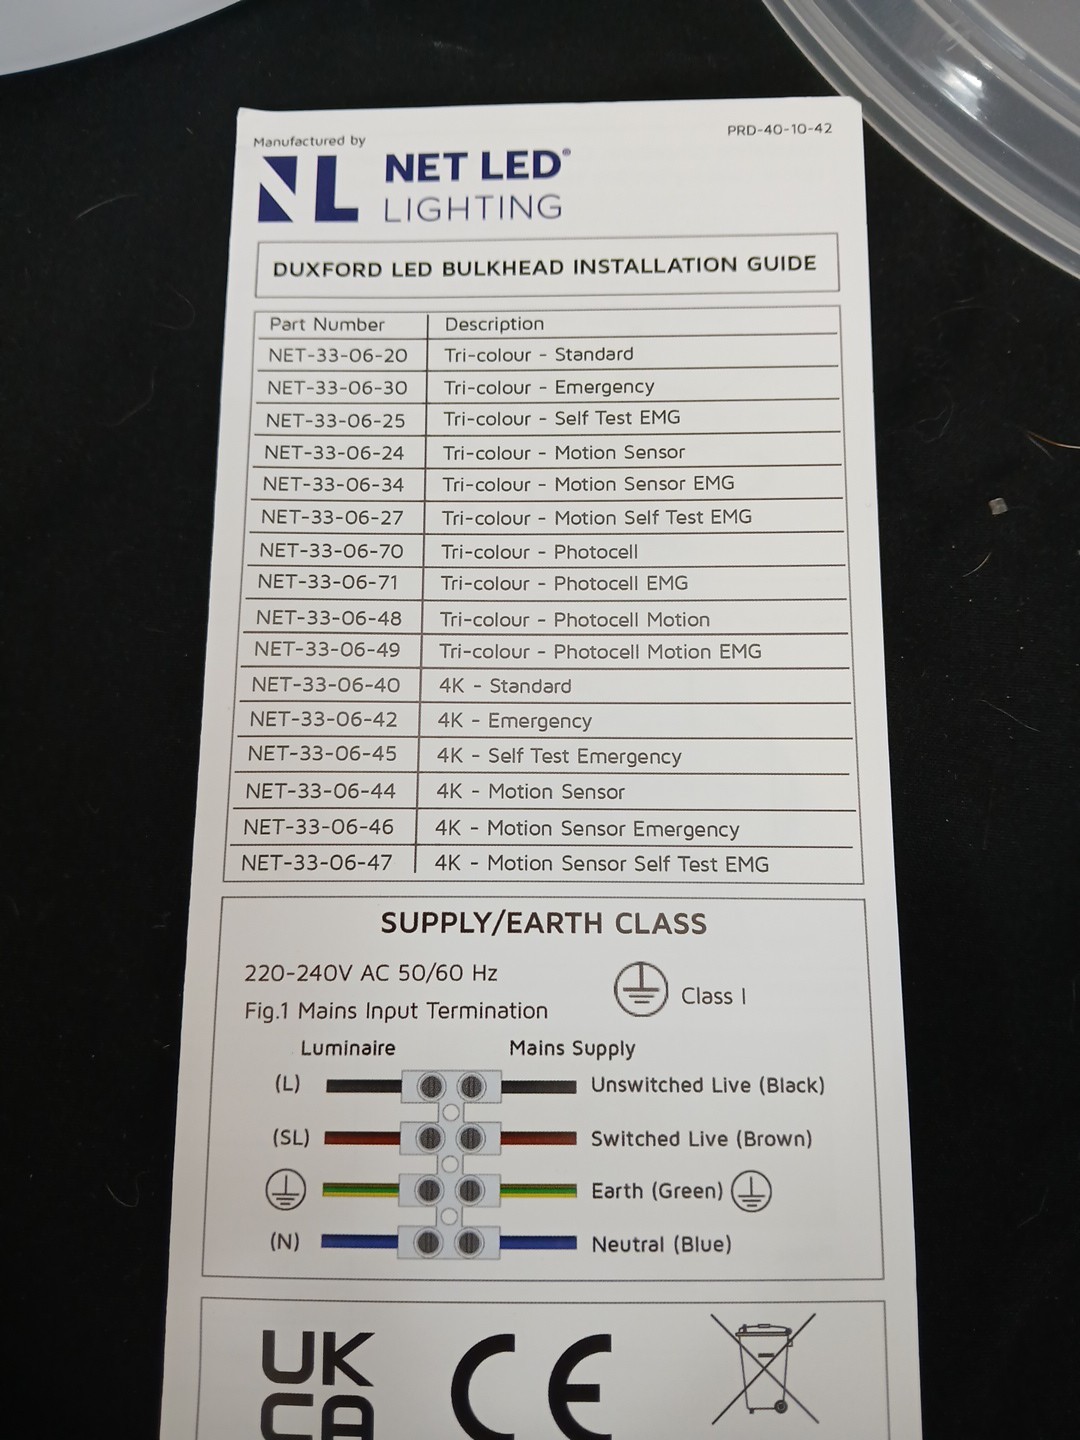 Manufactured by
PRD-40-10-42
NL NET LED®
LIGHTING
DUXFORD LED BULKHEAD INSTALLATION GUIDE
Part Number Description
NET-33-06-20 Tri-colour - Standard
NET-33-06-30 Tri-colour - Emergency
NET-33-06-25 Tri-colour - Self Test EMG
NET-33-06-24 Tri-colour - Motion Sensor
NET-33-06-34 Tri-colour - Motion Sensor EMG
NET-33-06-27 Tri-colour - Motion Self Test EMG
NET-33-06-70 Tri-colour - Photocell
NET-33-06-71 Tri-colour - Photocell EMG
NET-33-06-48 Tri-colour - Photocell Motion
NET-33-06-49 Tri-colour - Photocell Motion EMG
NET-33-06-40 4K - Standard
NET-33-06-42 4K - Emergency
NET-33-06-45 4K - Self Test Emergency
NET-33-06-44 4K - Motion Sensor
NET-33-06-46 4K - Motion Sensor Emergency
NET-33-06-47 4K - Motion Sensor Self Test EMG
SUPPLY/EARTH CLASS
220-240V AC 50/60 Hz
Class I
Fig.1 Mains Input Termination
Luminaire Mains Supply
(L) Unswitched Live (Black)
(SL) Switched Live (Brown)
Earth (Green)
(N) Neutral (Blue)
UK
CA
CE